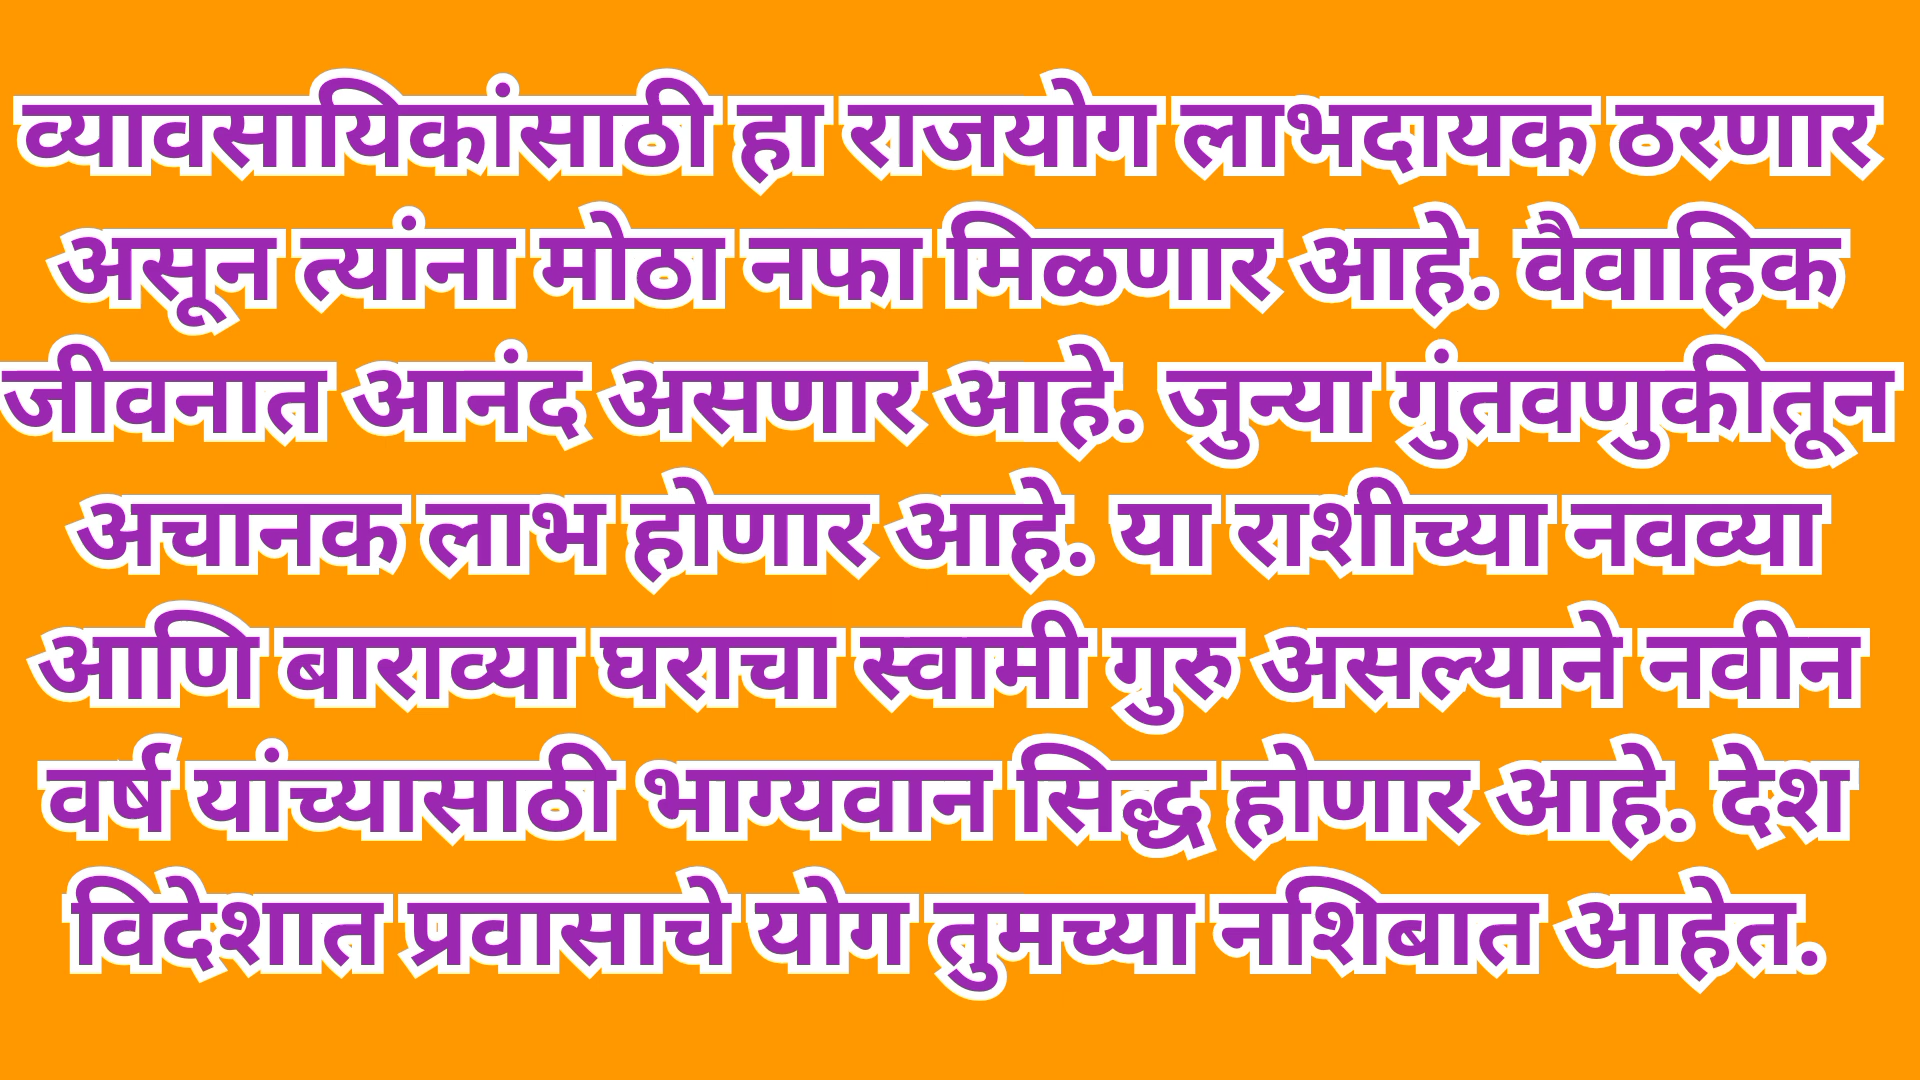 व्यावसायिकांसाठी हा राजयोग लाभदायक ठरणार
असून त्यांना मोठा नफा मिळणार आहे. वैवाहिक
जीवनात आनंद असणार आहे. जुन्या गुंतवणुकीतून
अचानक लाभ होणार आहे. या राशीच्या नवव्या
आणि बाराव्या घराचा स्वामी गुरु असल्याने नवीन
वर्ष यांच्यासाठी भाग्यवान सिद्ध होणार आहे. देश
विदेशात प्रवासाचे योग तुमच्या नशिबात आहेत.